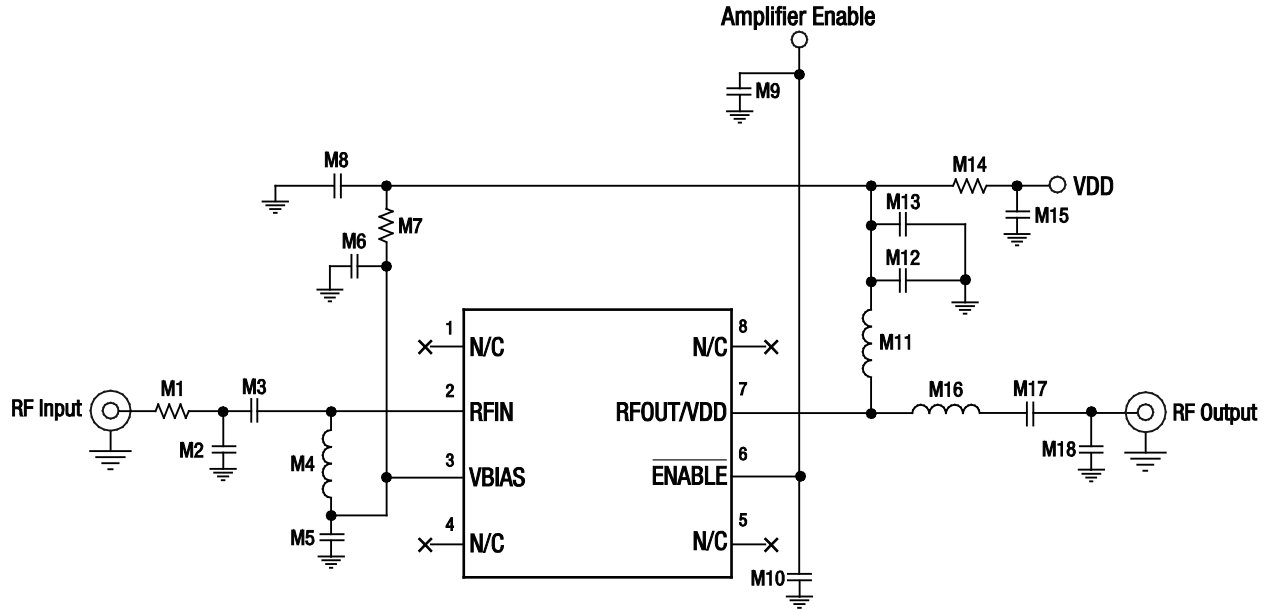 Amplifier Enable
M9
M8
M14
VDD
M13
M15
M7
M6
M12
1
N/C
8
N/C
M11
RF Input
M1
M3
2
RFIN
7
RFOUT/VDD
M16
M17
RF Output
M2
M4
3
VBIAS
6
ENABLE
M18
M5
4
N/C
5
N/C
M10